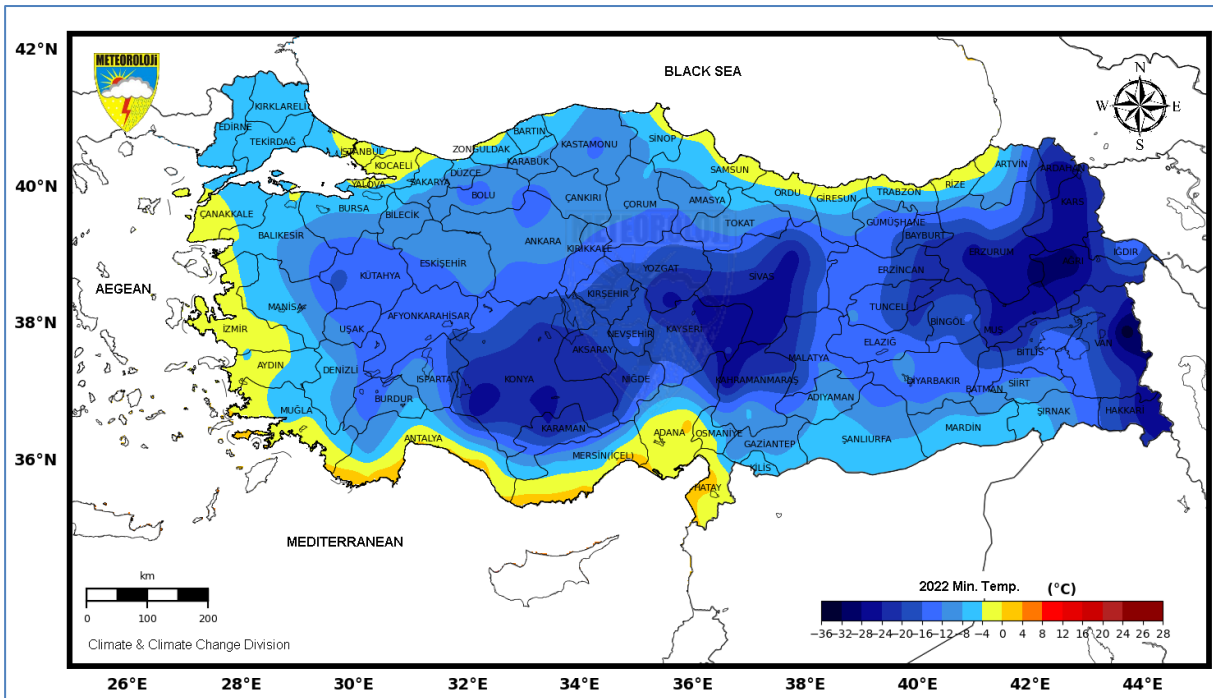 42°N
40°N
38°N
36°N
METEOROLOJİ
BLACK SEA
AEGEAN
MEDITERRANEAN
N
W E
S
KIRKLARELİ
EDİRNE
TEKİRDAĞ
İSTANBUL
KOCAELİ
YALOVA
SAKARYA
DÜZCE
ZONGULDAK
BARTIN
KARABÜK
KASTAMONU
SİNOP
SAMSUN
ORDU
GİRESUN
TRABZON
RİZE
ARTVİN
ARDAHAN
KARS
ÇANAKKALE
BALIKESİR
BURSA
BİLECİK
BOLU
ÇANKIRI
ÇORUM
AMASYA
TOKAT
GÜMÜŞHANE
BAYBURT
ERZURUM
IĞDIR
AĞRI
KÜTAHYA
ESKİŞEHİR
ANKARA
KIRIKKALE
METEOROLOJİ
YOZGAT
SİVAS
ERZİNCAN
TUNCELİ
BİNGÖL
MUŞ
VAN
BİTLİS
MANİSA
İZMİR
UŞAK
AFYONKARAHİSAR
KIRŞEHİR
NEVŞEHİR
KAYSERİ
AKSARAY
MALATYA
ELAZIĞ
AYDIN
DENİZLİ
ISPARTA
BURDUR
KONYA
NİĞDE
KAHRAMANMARAŞ
ADIYAMAN
DİYARBAKIR
BATMAN
SİİRT
ŞIRNAK
HAKKARİ
MUĞLA
ANTALYA
KARAMAN
MERSİN(İÇEL)
ADANA
OSMANİYE
GAZİANTEP
KİLİS
ŞANLIURFA
MARDİN
HATAY
km
0 100 200
Climate & Climate Change Division
2022 Min. Temp. (°C)
−36−32−28−24−20−16−12 −8 −4 0 4 8 12 16 20 24 28
26°E 28°E 30°E 32°E 34°E 36°E 38°E 40°E 42°E 44°E